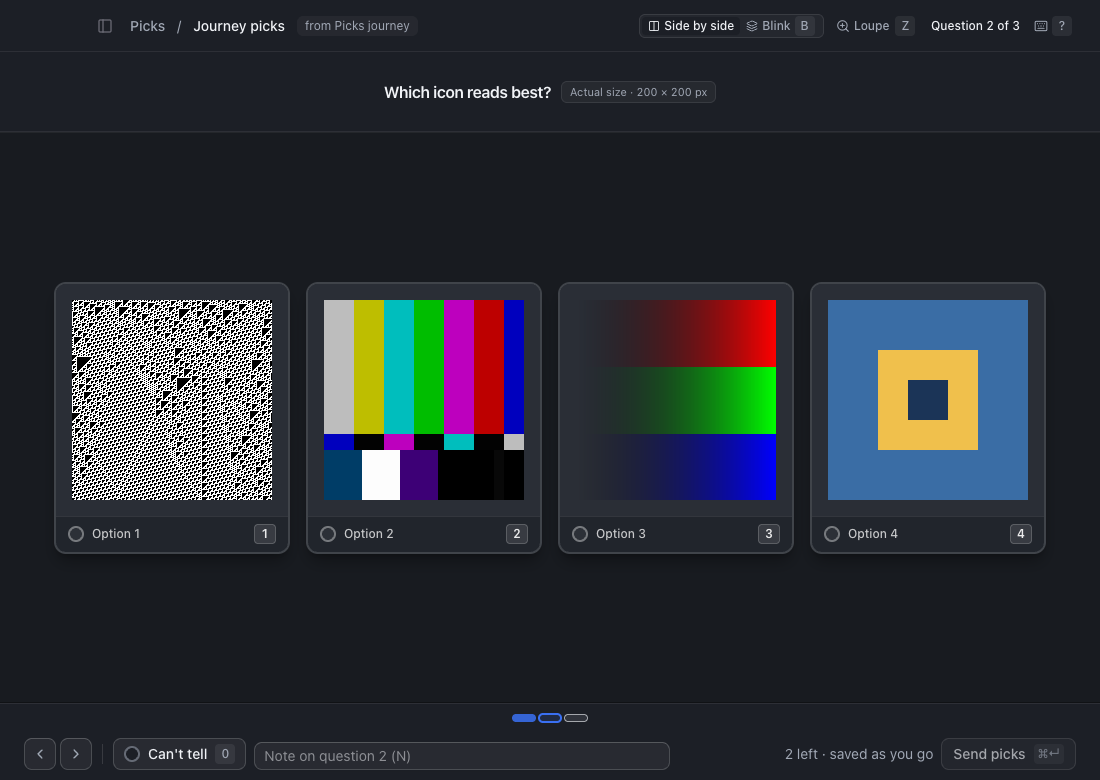 Picks / Journey picks from Picks journey
Side by side Blink B Loupe Z Question 2 of 3 ?
Which icon reads best? Actual size · 200 × 200 px
Option 1 1
Option 2 2
Option 3 3
Option 4 4
Can't tell 0 Note on question 2 (N) 2 left · saved as you go Send picks ⌘↵